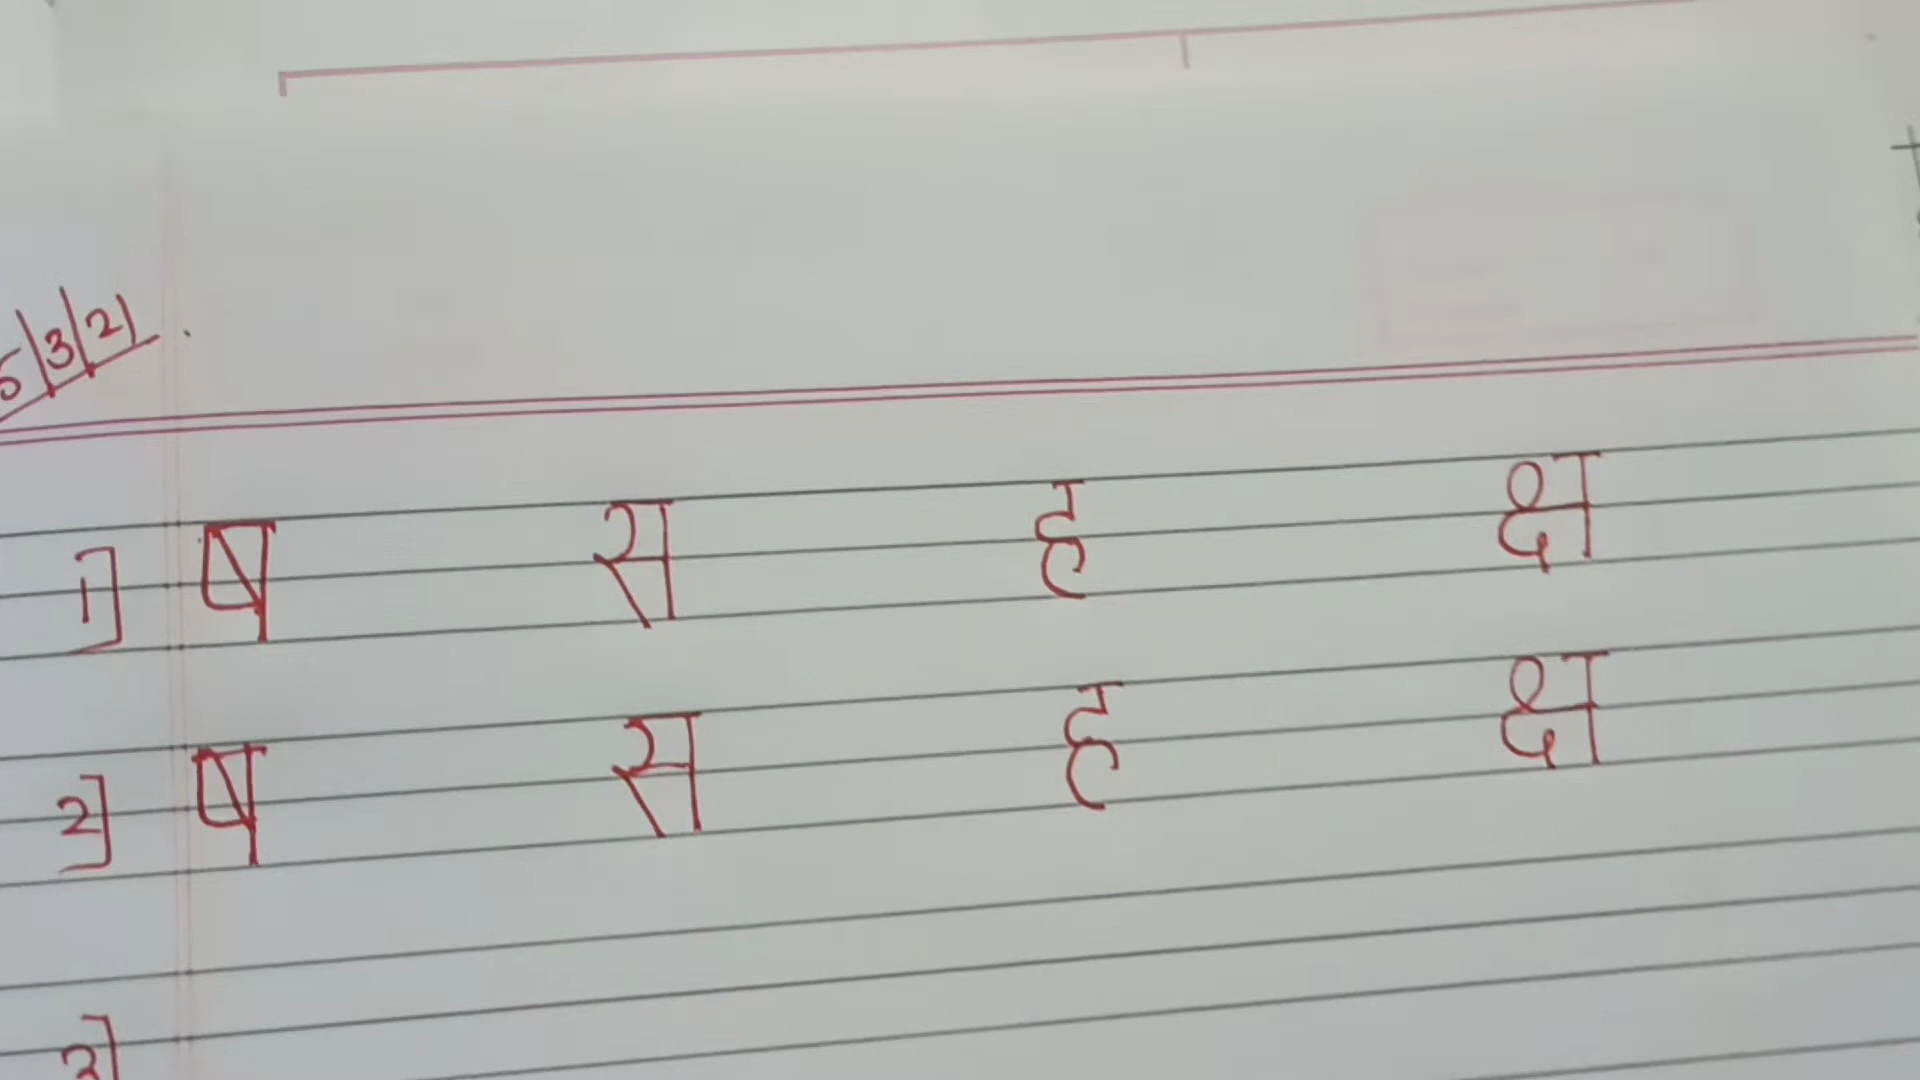 5/3/21
1] ष स ह क्ष
2] ष स ह क्ष
3]